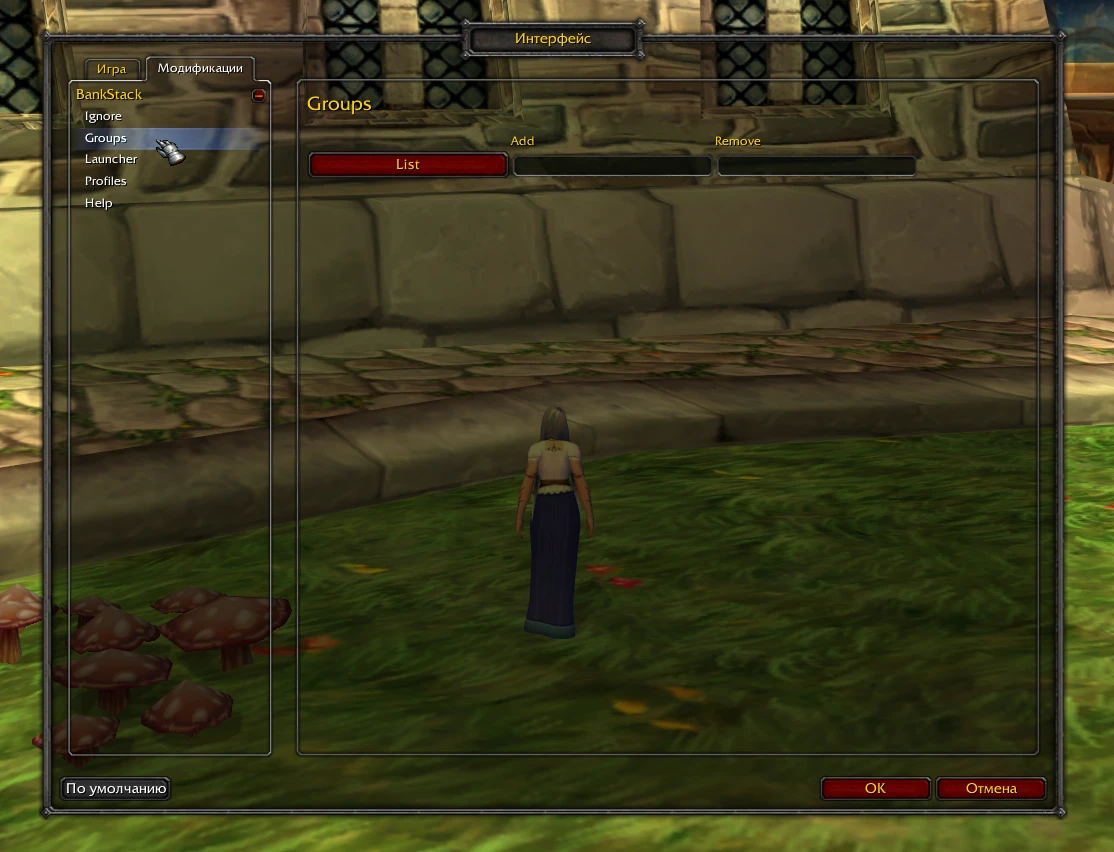 Интерфейс
Игра
Модификации
BankStack
Ignore
Groups
Launcher
Profiles
Help
Groups
Add
Remove
List
По умолчанию
OK
Отмена